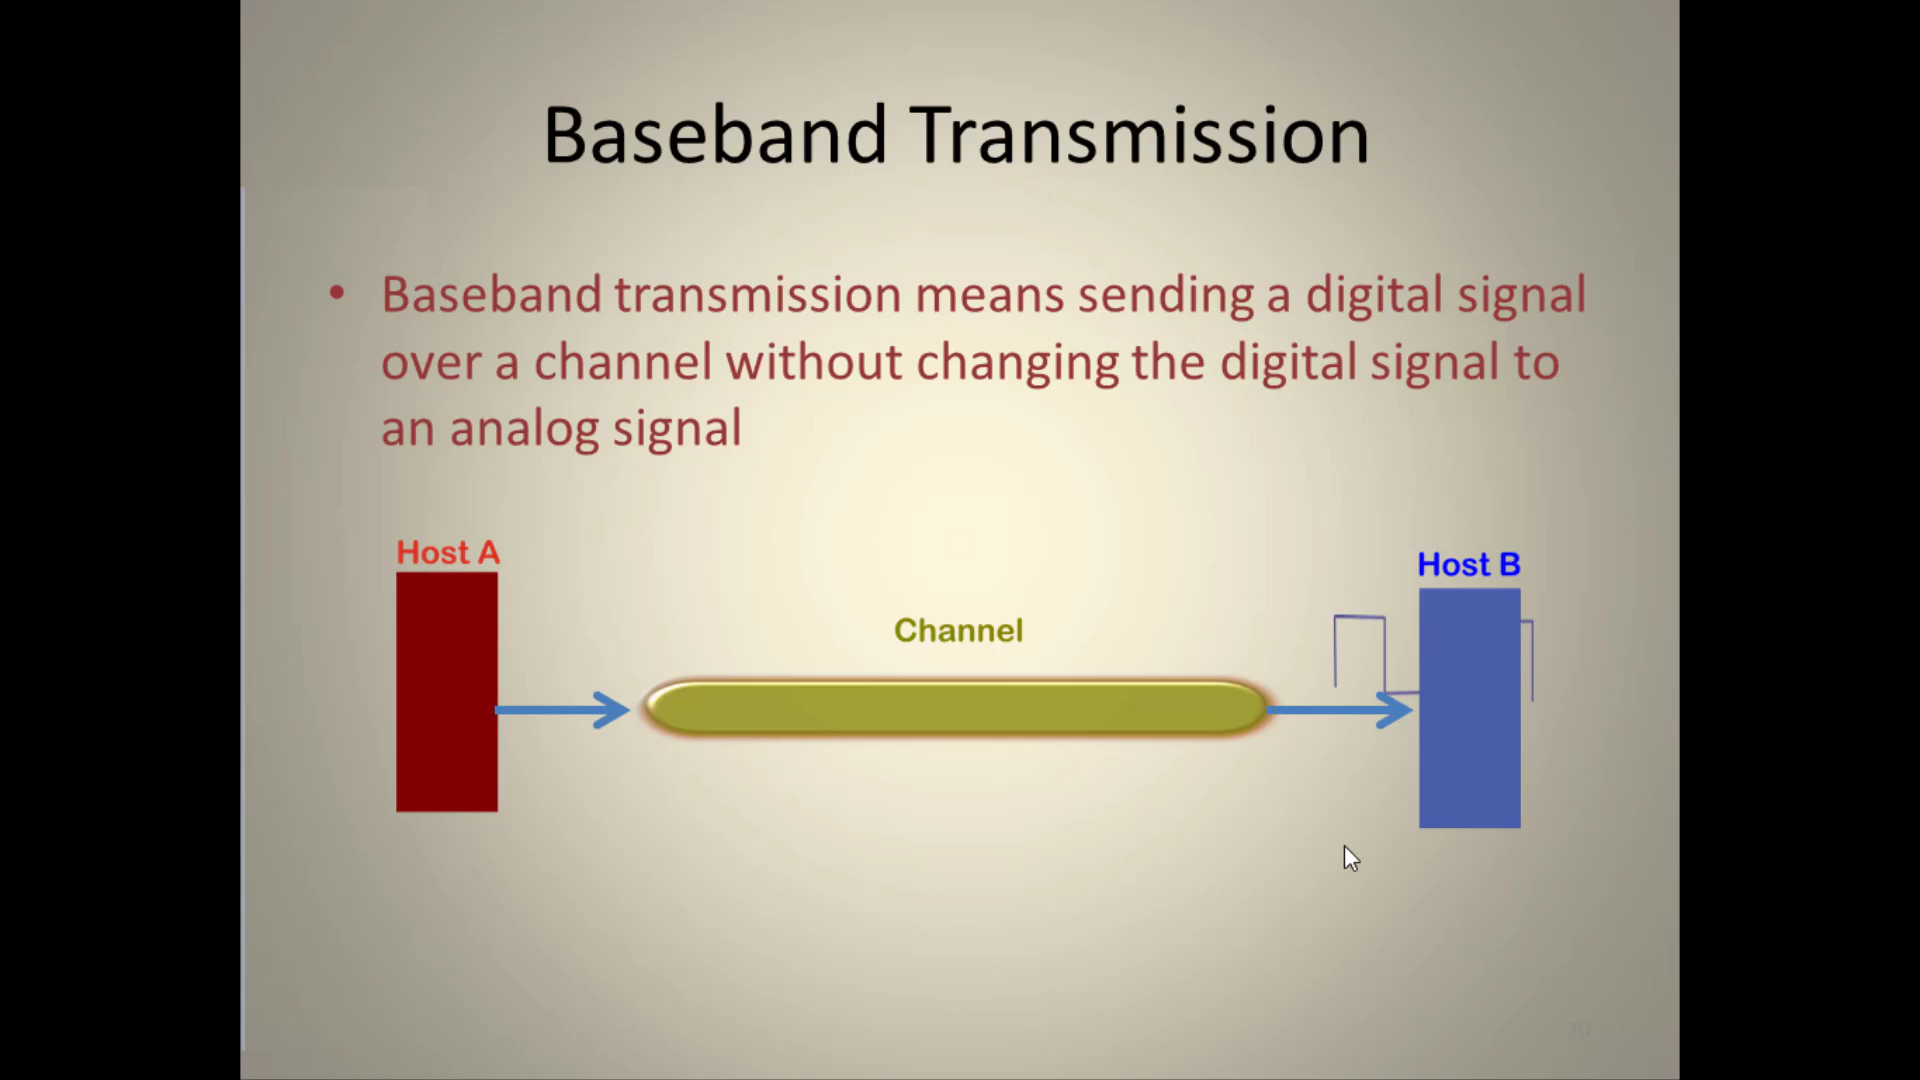 Baseband Transmission
• Baseband transmission means sending a digital signal
over a channel without changing the digital signal to
an analog signal
Host A
Host B
Channel
20